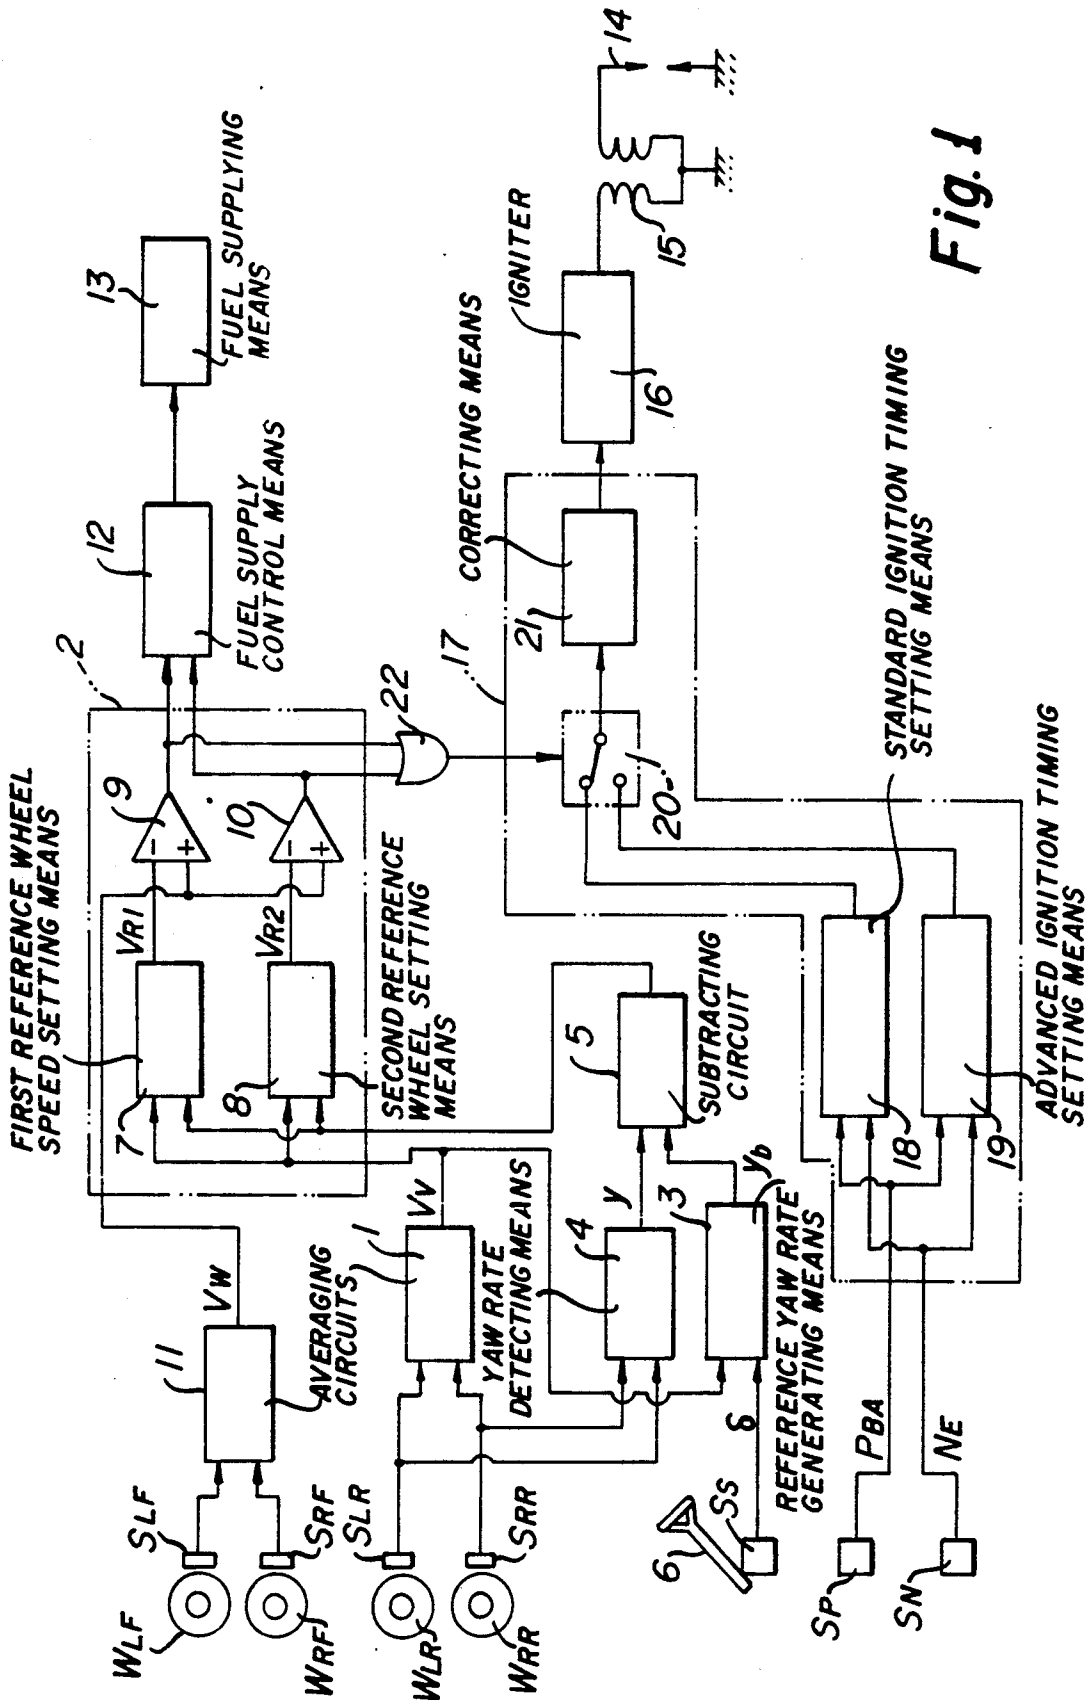 WLF
SLF
WRF
SRF
WLR
SLR
WRR
SRR
11
AVERAGING
CIRCUITS
VW
1
VV
YAW RATE
DETECTING MEANS
4
y
3
yb
REFERENCE YAW RATE
GENERATING MEANS
6
SS
δ
5
SUBTRACTING
CIRCUIT
FIRST REFERENCE WHEEL
SPEED SETTING MEANS
7
VR1
8
VR2
SECOND REFERENCE
WHEEL SETTING
MEANS
9
-
+
10
-
+
2
12
FUEL SUPPLY
CONTROL MEANS
13
FUEL SUPPLYING
MEANS
22
17
20
21
CORRECTING MEANS
16
IGNITER
15
14
SP
PBA
SN
NE
18
STANDARD IGNITION TIMING
SETTING MEANS
19
ADVANCED IGNITION TIMING
SETTING MEANS
Fig. 1